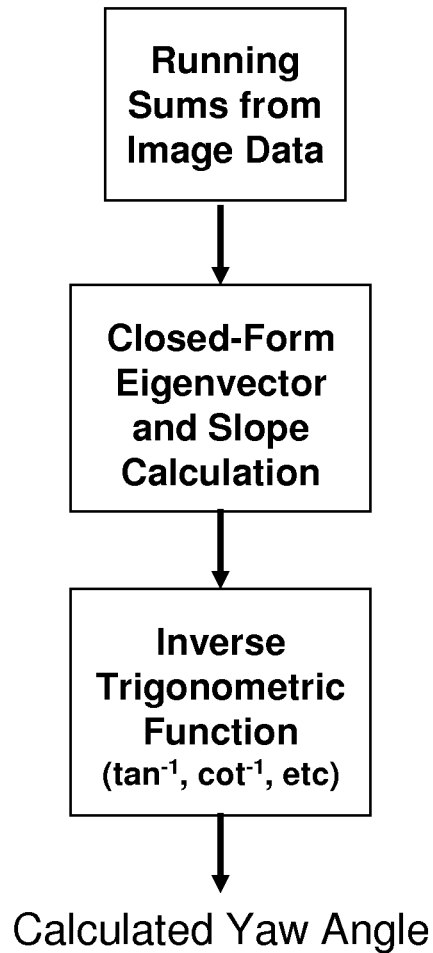 Running
Sums from
Image Data
Closed-Form
Eigenvector
and Slope
Calculation
Inverse
Trigonometric
Function
(tan⁻¹, cot⁻¹, etc)
Calculated Yaw Angle